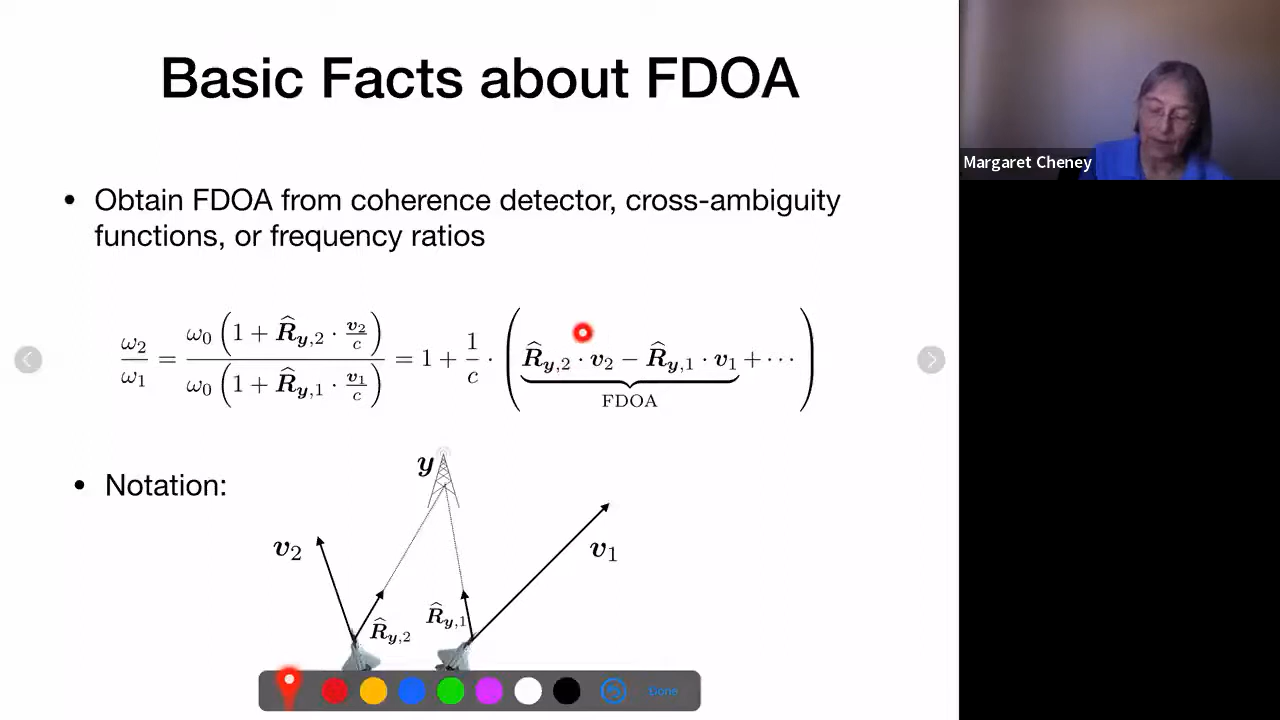 Basic Facts about FDOA
• Obtain FDOA from coherence detector, cross-ambiguity
functions, or frequency ratios
ω₂/ω₁ = ω₀(1 + R̂_{y,2} · v₂/c) / ω₀(1 + R̂_{y,1} · v₁/c) = 1 + 1/c · (R̂_{y,2} · v₂ − R̂_{y,1} · v₁ + ⋯)
FDOA
• Notation:
y
v₂
v₁
R̂_{y,2}
R̂_{y,1}
Done
Margaret Cheney